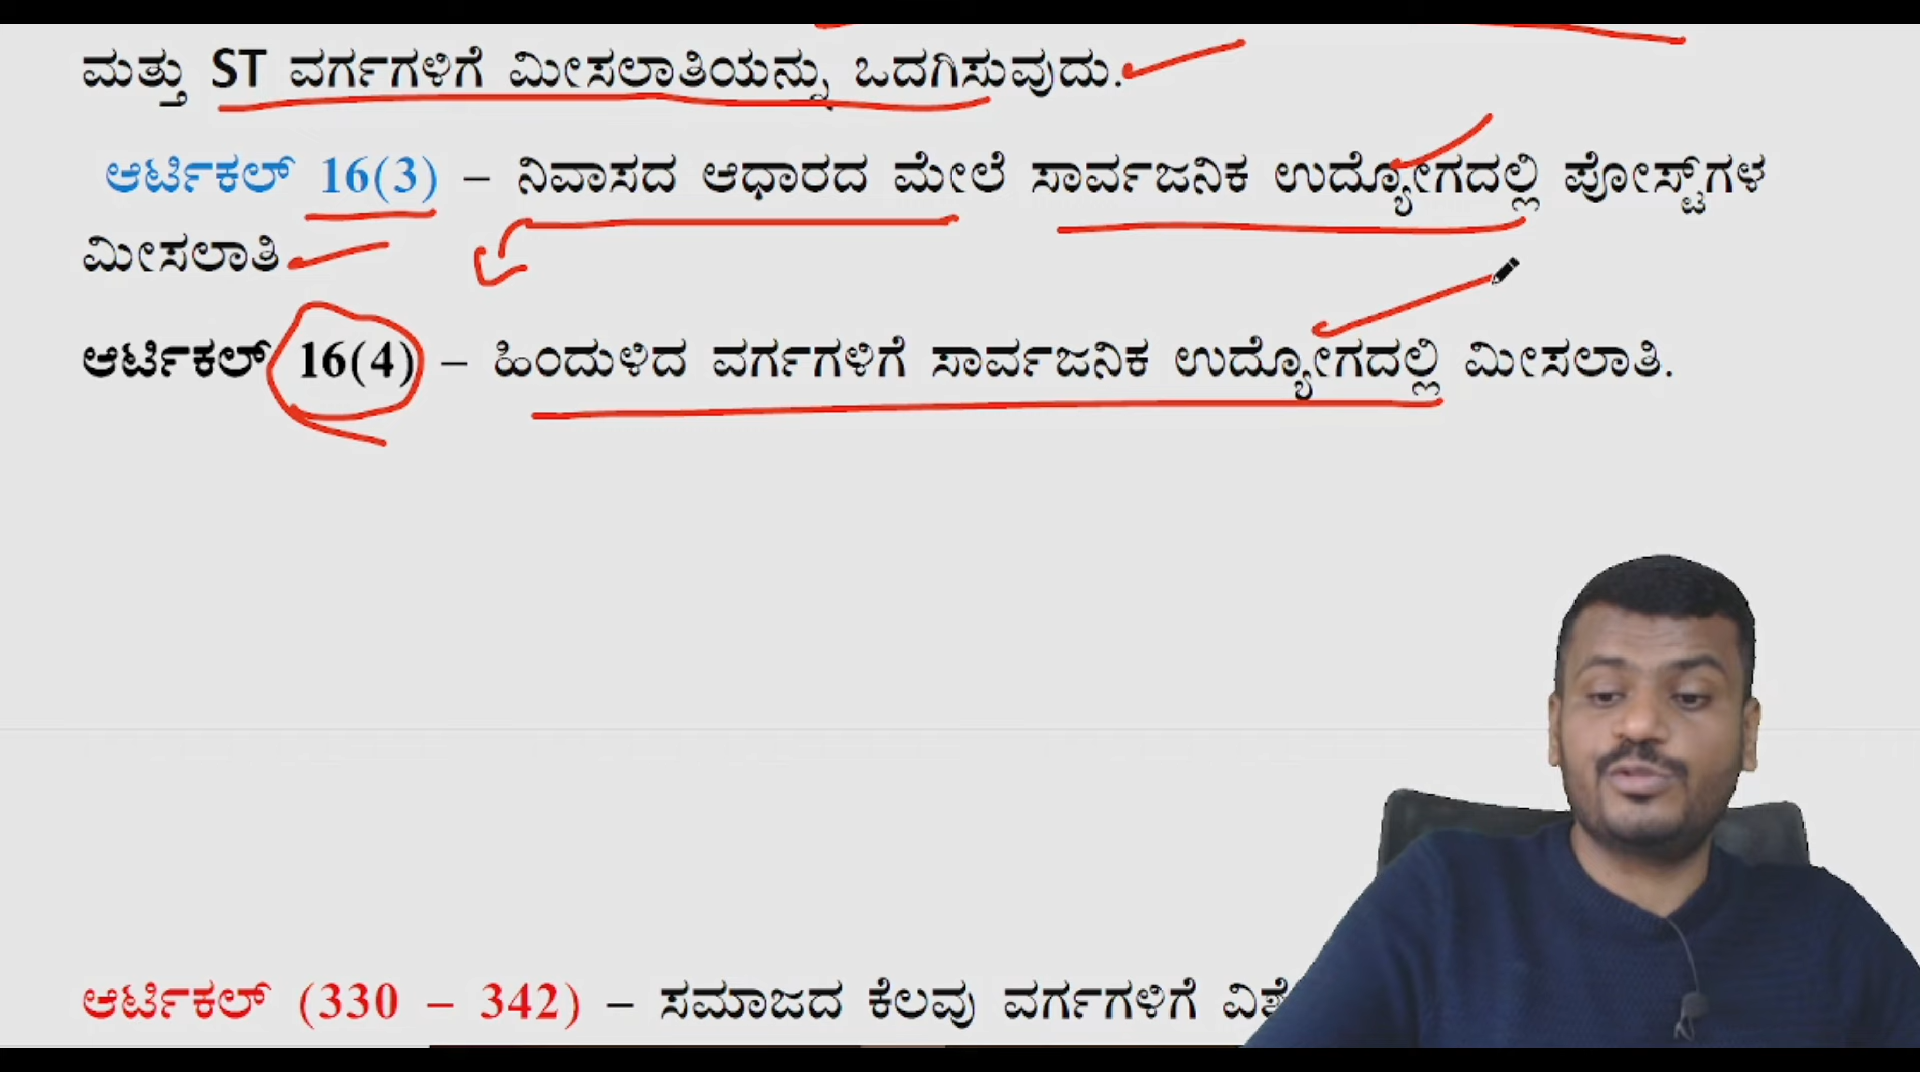 ಮತ್ತು ST ವರ್ಗಗಳಿಗೆ ಮೀಸಲಾತಿಯನ್ನು ಒದಗಿಸುವುದು.
ಆರ್ಟಿಕಲ್ 16(3) – ನಿವಾಸದ ಆಧಾರದ ಮೇಲೆ ಸಾರ್ವಜನಿಕ ಉದ್ಯೋಗದಲ್ಲಿ ಪೋಸ್ಟ್‌ಗಳ
ಮೀಸಲಾತಿ
ಆರ್ಟಿಕಲ್ 16(4) – ಹಿಂದುಳಿದ ವರ್ಗಗಳಿಗೆ ಸಾರ್ವಜನಿಕ ಉದ್ಯೋಗದಲ್ಲಿ ಮೀಸಲಾತಿ.
ಆರ್ಟಿಕಲ್ (330 – 342) – ಸಮಾಜದ ಕೆಲವು ವರ್ಗಗಳಿಗೆ